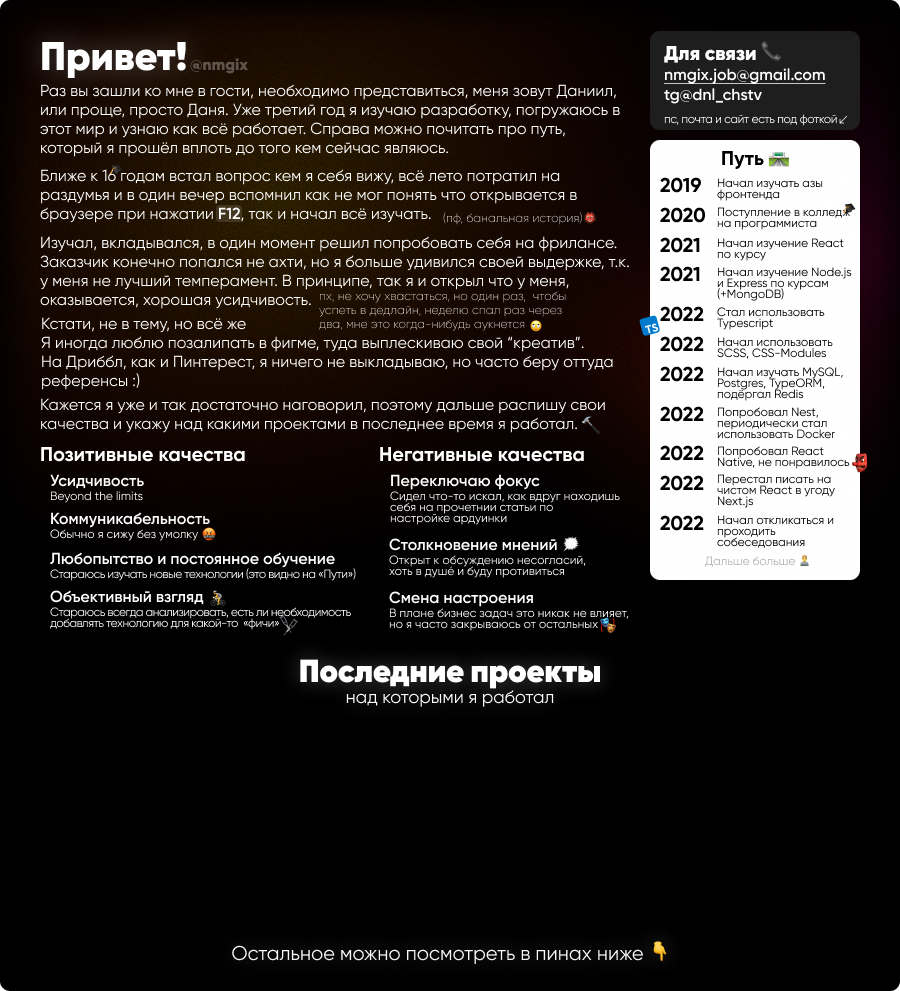 Привет! @nmgix
Раз вы зашли ко мне в гости, необходимо представиться, меня зовут Даниил,
или проще, просто Даня. Уже третий год я изучаю разработку, погружаюсь в
этот мир и узнаю как всё работает. Справа можно почитать про путь,
который я прошёл вплоть до того кем сейчас являюсь.
Ближе к 16 годам встал вопрос кем я себя вижу, всё лето потратил на
раздумья и в один вечер вспомнил как не мог понять что открывается в
браузере при нажатии F12, так и начал всё изучать. (пф, банальная история)
Изучал, вкладывался, в один момент решил попробовать себя на фрилансе.
Заказчик конечно попался не ахти, но я больше удивился своей выдержке, т.к.
у меня не лучший темперамент. В принципе, так я и открыл что у меня,
оказывается, хорошая усидчивость.
пх, не хочу хвастаться, но один раз, чтобы
успеть в дедлайн, неделю спал раз через
два, мне это когда-нибудь аукнется 🙄
Кстати, не в тему, но всё же
Я иногда люблю позалипать в фигме, туда выплескиваю свой “креатив”.
На Дриббл, как и Пинтерест, я ничего не выкладываю, но часто беру оттуда
референсы :)
Кажется я уже и так достаточно наговорил, поэтому дальше распишу свои
качества и укажу над какими проектами в последнее время я работал.
Позитивные качества
Усидчивость
Beyond the limits
Коммуникабельность
Обычно я сижу без умолку 🤬
Любопытство и постоянное обучение
Стараюсь изучать новые технологии (это видно на «Пути»)
Объективный взгляд
Стараюсь всегда анализировать, есть ли необходимость
добавлять технологию для какой-то «фичи»
Негативные качества
Переключаю фокус
Сидел что-то искал, как вдруг находишь
себя на прочетнии статьи по
настройке ардуинки
Столкновение мнений
Открыт к обсуждению несогласий,
хоть в душе́ и буду противиться
Смена настроения
В плане бизнес задач это никак не влияет,
но я часто закрываюсь от остальных
Для связи 📞
nmgix.job@gmail.com
tg@dnl_chstv
пс, почта и сайт есть под фоткой↙
Путь 🛣️
2019 Начал изучать азы
фронтенда
2020 Поступление в колледж
на программиста
2021 Начал изучение React
по курсу
2021 Начал изучение Node.js
и Express по курсам
(+MongoDB)
TS
2022 Стал использовать
Typescript
2022 Начал использовать
SCSS, CSS-Modules
2022 Начал изучать MySQL,
Postgres, TypeORM,
подёргал Redis
2022 Попробовал Nest,
периодически стал
использовать Docker
2022 Попробовал React
Native, не понравилось
2022 Перестал писать на
чистом React в угоду
Next.js
2022 Начал откликаться и
проходить
собеседования
Дальше больше
Последние проекты
над которыми я работал
Остальное можно посмотреть в пинах ниже 👇